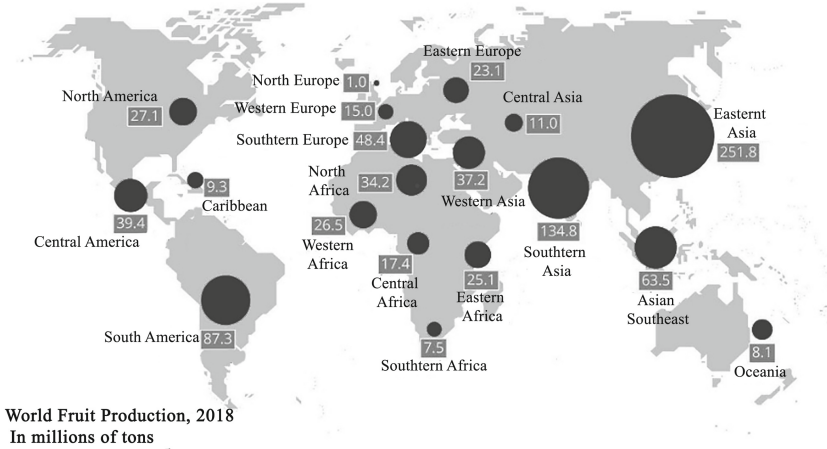 Eastern Europe
23.1
North Europe 1.0
North America
27.1
Western Europe 15.0
Central Asia
11.0
Southtern Europe 48.4
Easternt
Asia
251.8
North
Africa
34.2
37.2
Western Asia
9.3
Caribbean
39.4
Central America
26.5
Western
Africa
134.8
Southtern
Asia
17.4
Central
Africa
25.1
Eastern
Africa
63.5
Asian
Southeast
South America 87.3
7.5
Southtern Africa
8.1
Oceania
World Fruit Production, 2018
In millions of tons